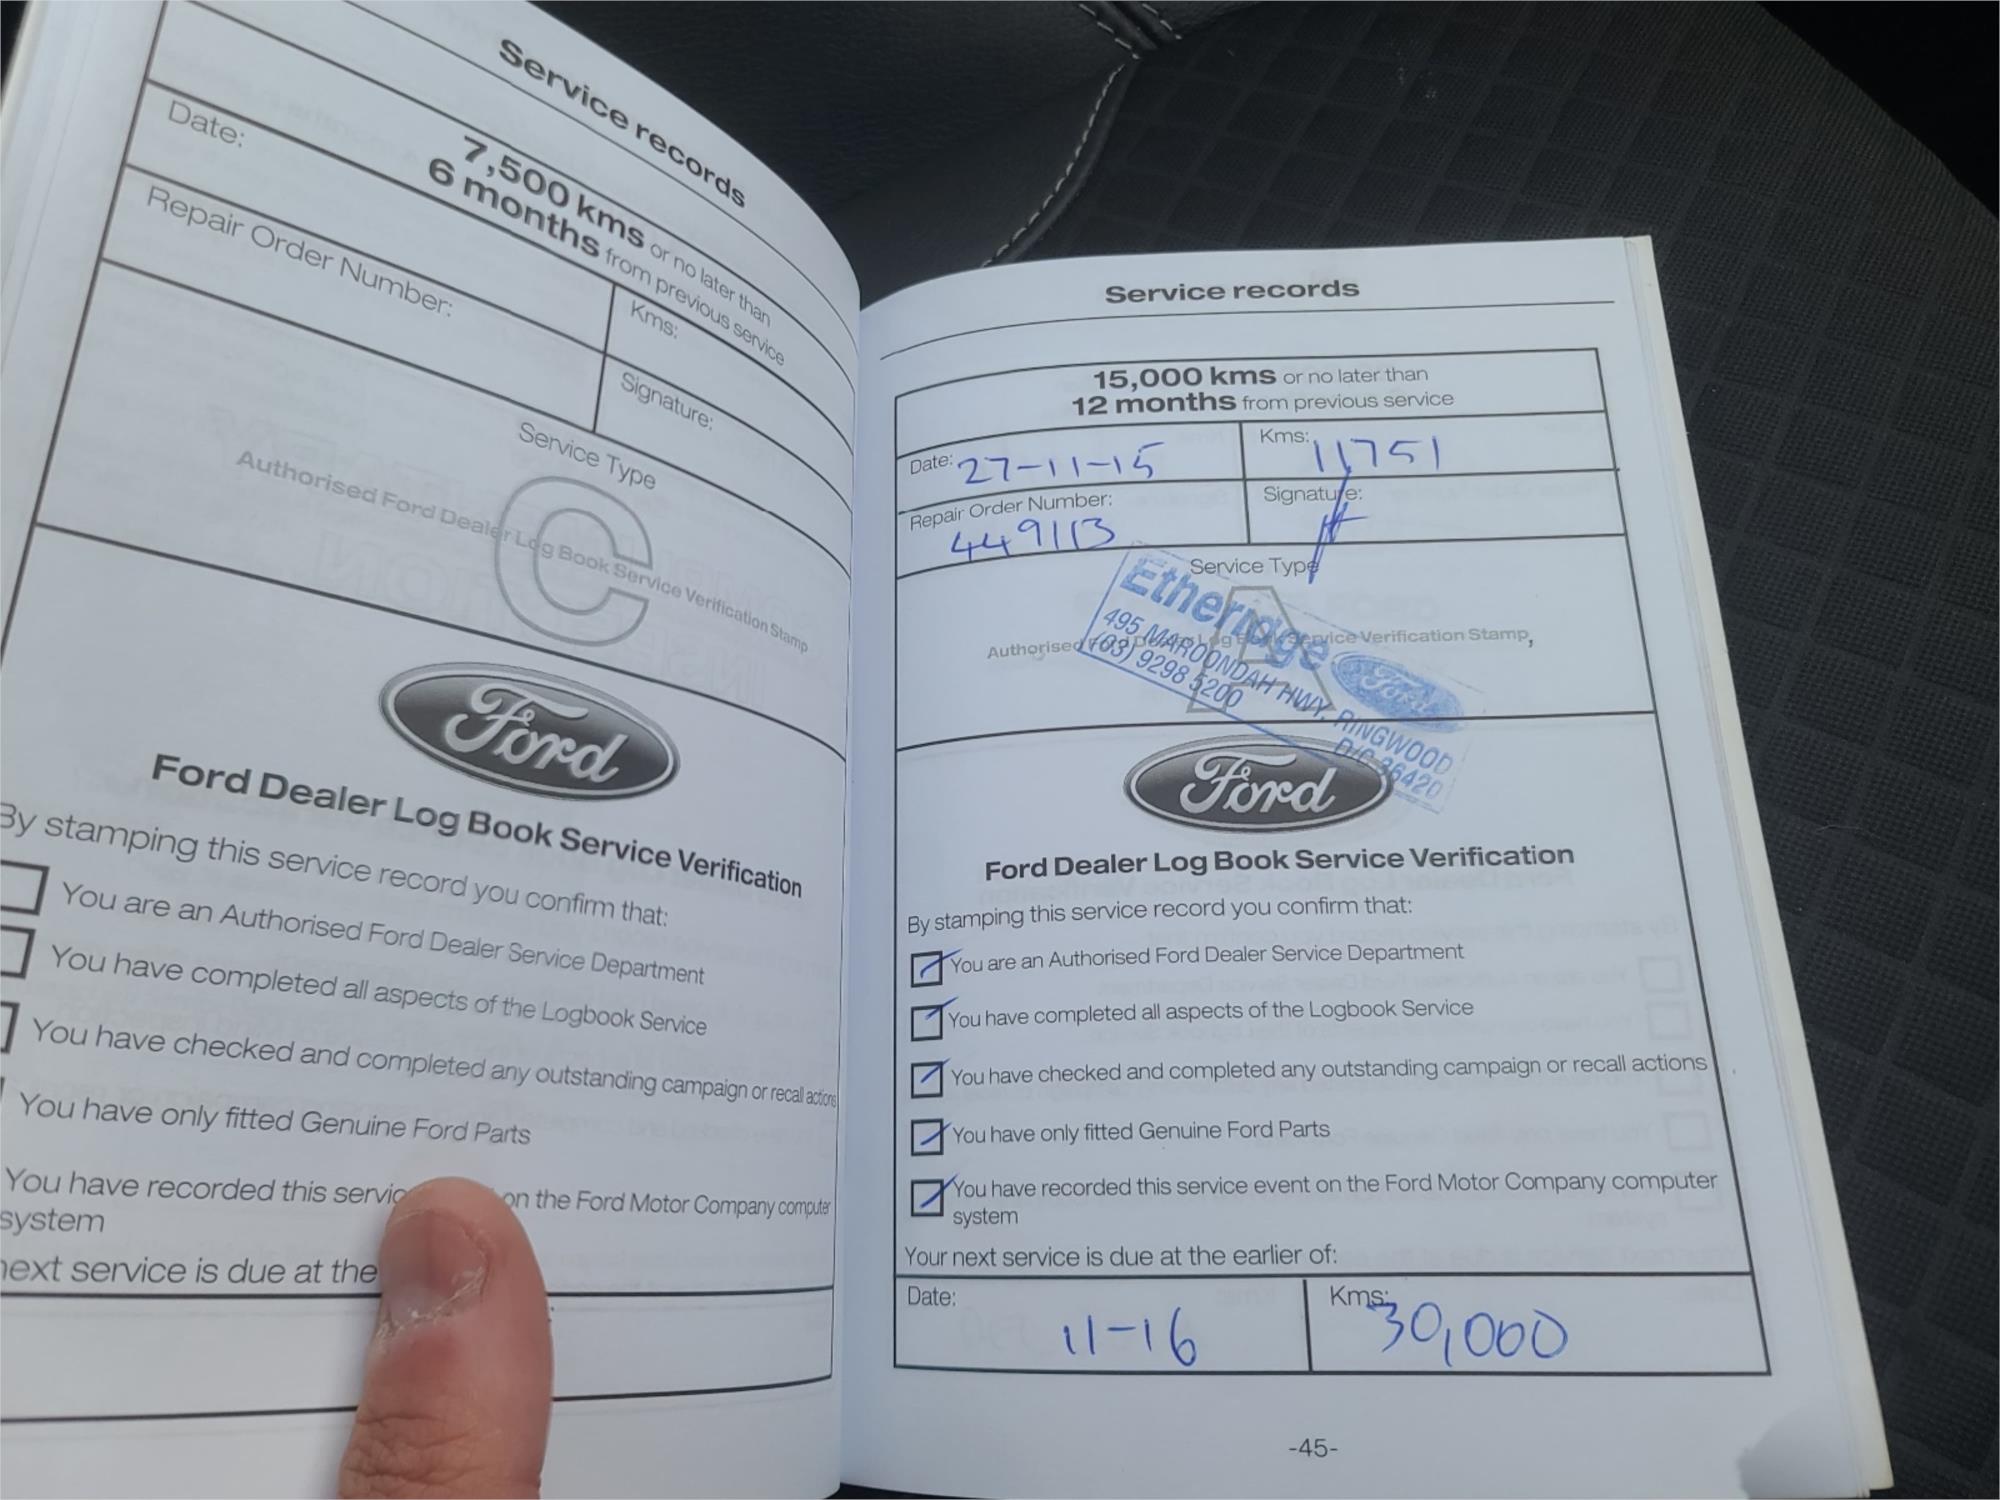 Service records
7,500 kms or no later than
6 months from previous service
Date:
Kms:
Repair Order Number:
Signature:
Service Type
C
Authorised Ford Dealer Log Book Service Verification Stamp
Ford
Ford Dealer Log Book Service Verification
By stamping this service record you confirm that:
You are an Authorised Ford Dealer Service Department
You have completed all aspects of the Logbook Service
You have checked and completed any outstanding campaign or recall actions
You have only fitted Genuine Ford Parts
You have recorded this on the Ford Motor Company computer
system
next service is due at the
Service records
15,000 kms or no later than
12 months from previous service
Date: 27-11-15
Kms: 11,751
Repair Order Number:
449113
Signature:
Service Type
A
Authorised Ford Dealer Log Book Service Verification Stamp
Etheridge Ford
495 MAROONDAH HWY, RINGWOOD
(03) 9298 5200
D/C 36420
Ford
Ford Dealer Log Book Service Verification
By stamping this service record you confirm that:
You are an Authorised Ford Dealer Service Department
You have completed all aspects of the Logbook Service
You have checked and completed any outstanding campaign or recall actions
You have only fitted Genuine Ford Parts
You have recorded this service event on the Ford Motor Company computer
system
Your next service is due at the earlier of:
Date: 11-16
Kms: 30,000
-45-